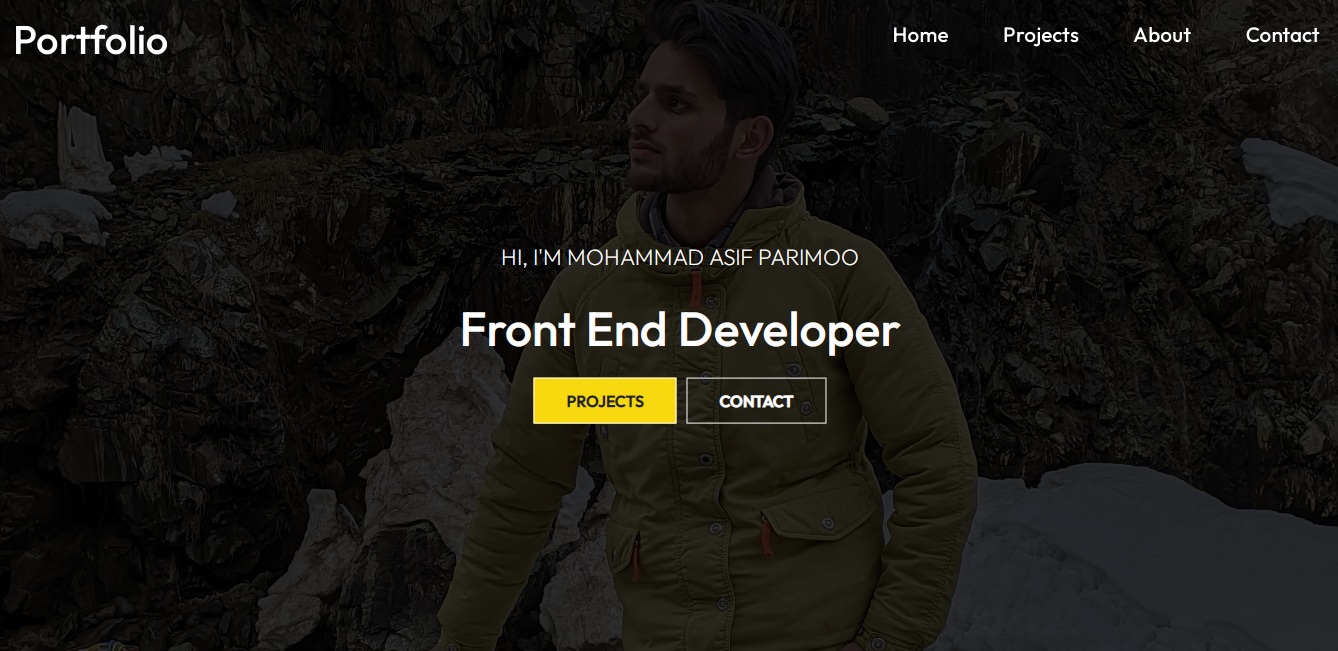 Portfolio
Home Projects About Contact
HI, I'M MOHAMMAD ASIF PARIMOO
Front End Developer
PROJECTS CONTACT